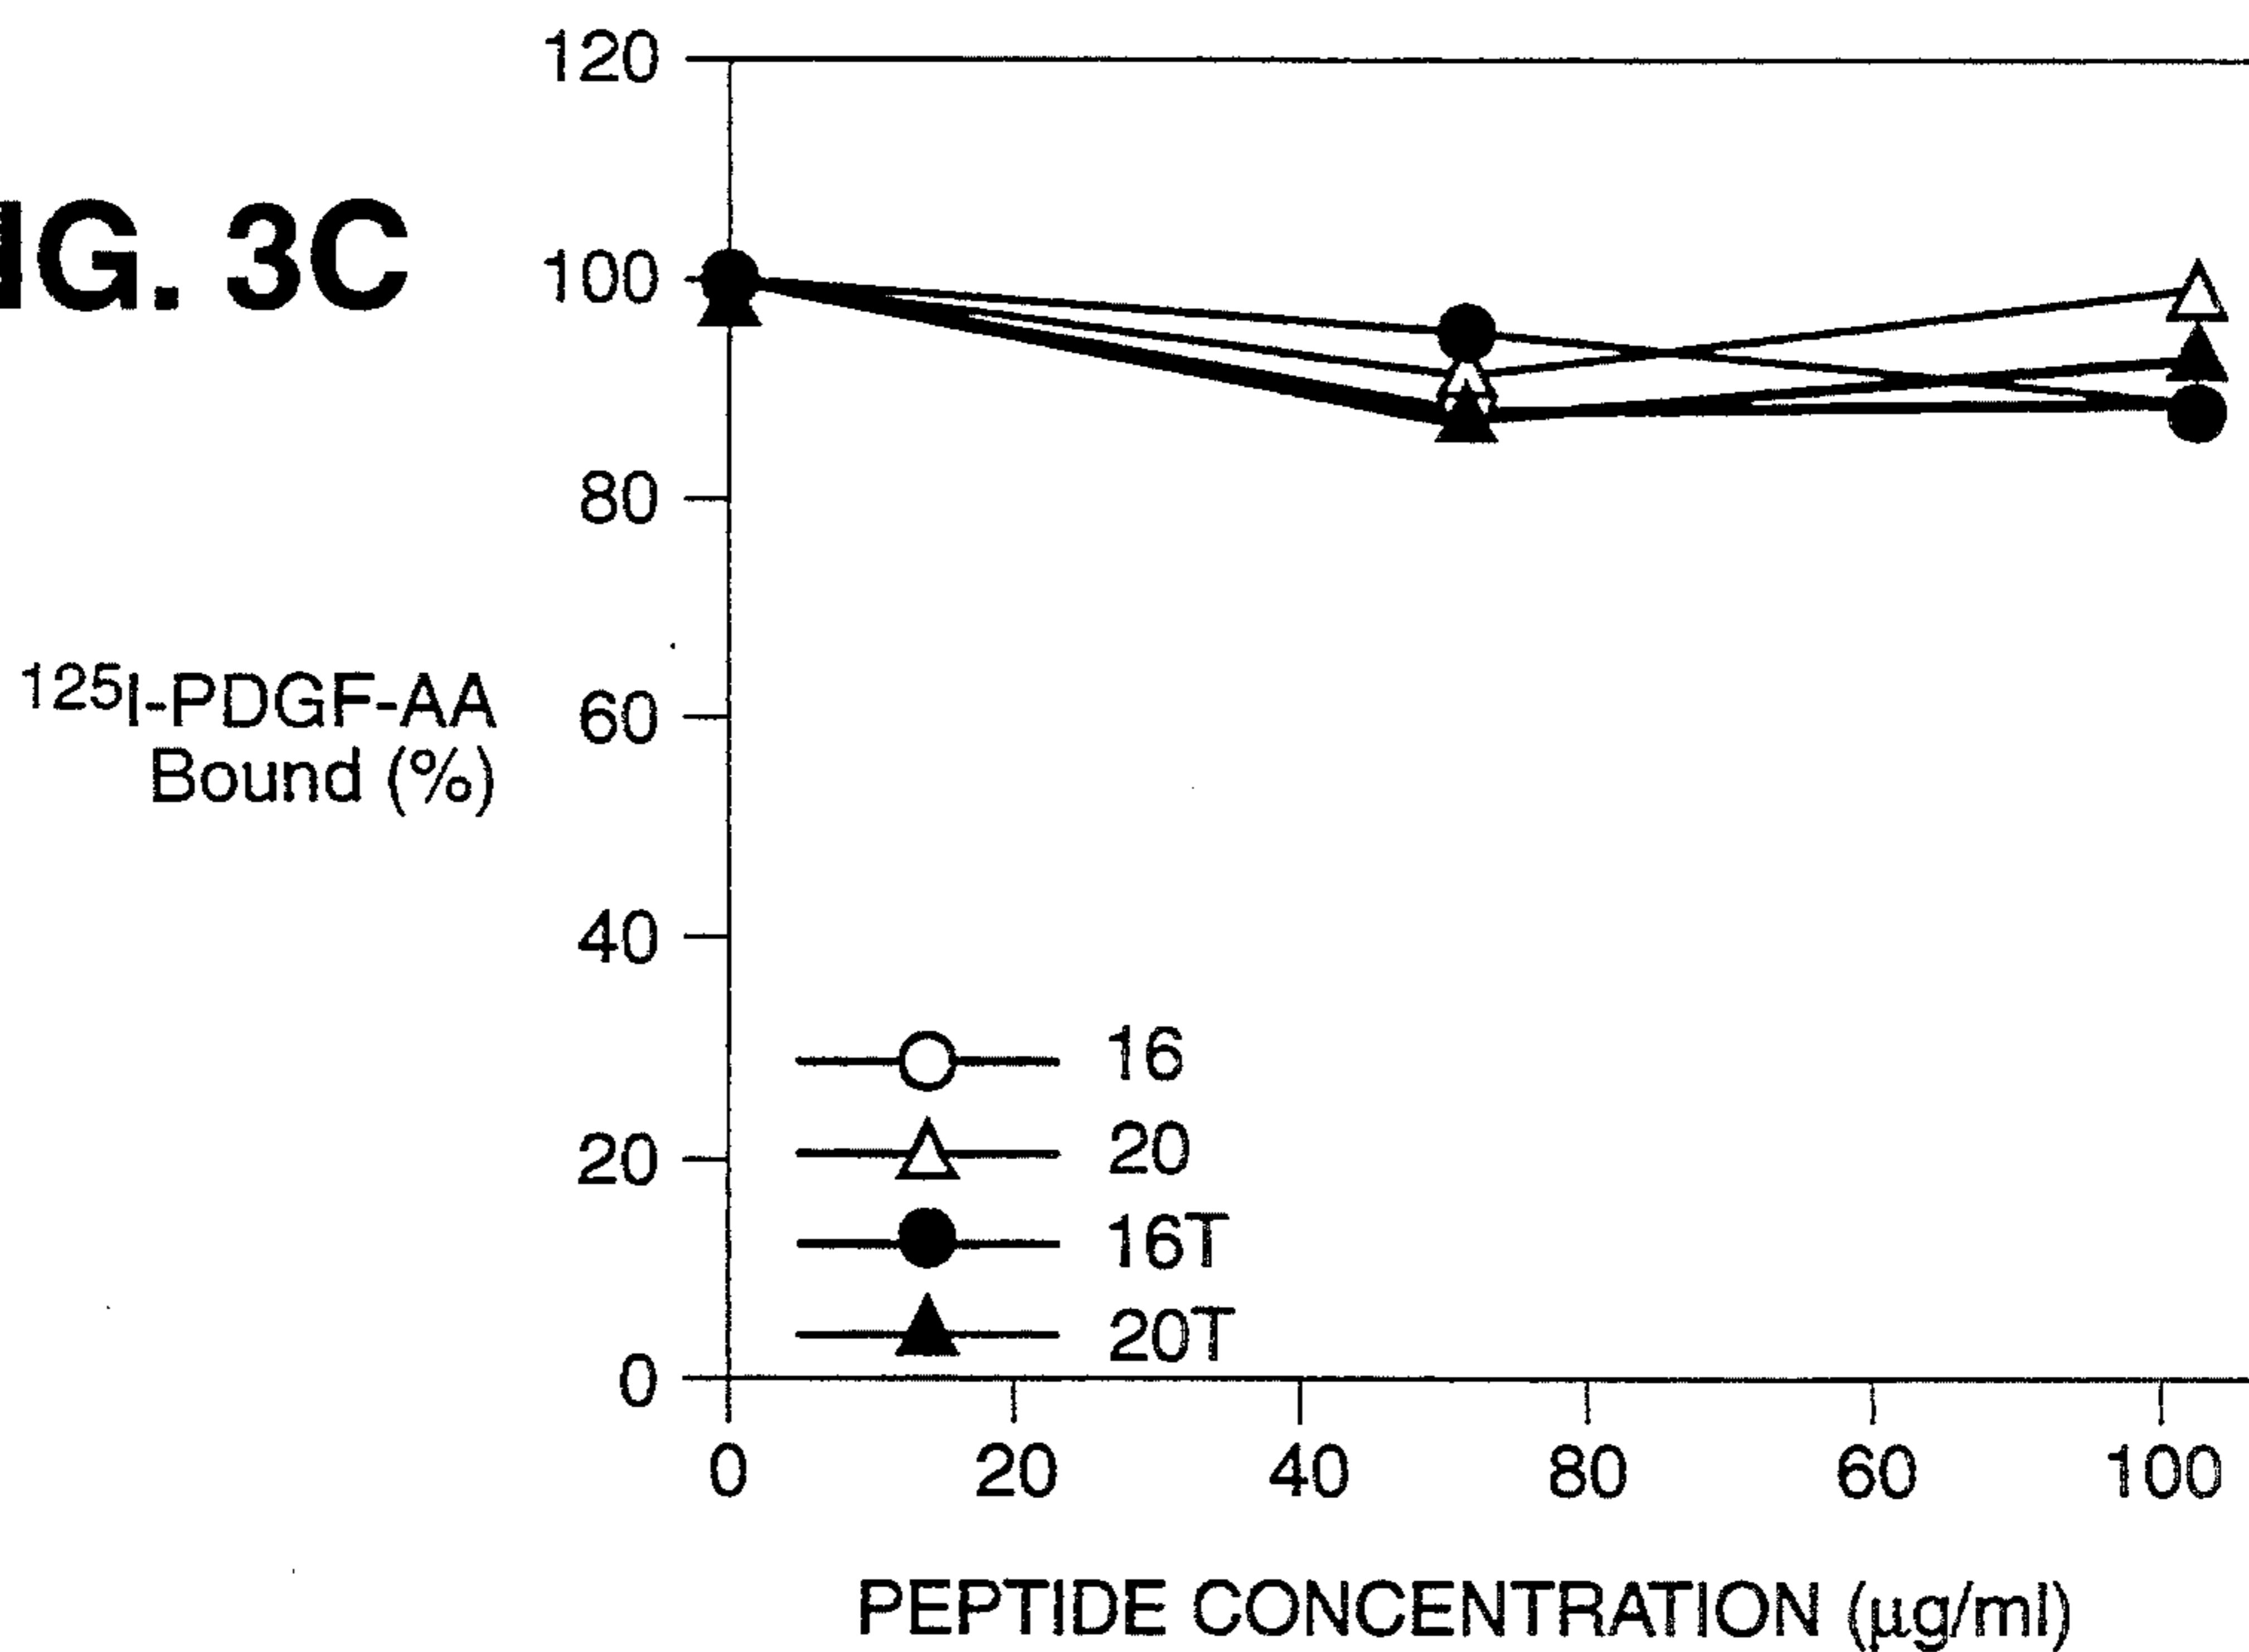 IG. 3C
120
100
80
60
40
20
0
125I-PDGF-AA
Bound (%)
16
20
16T
20T
0 20 40 80 60 100
PEPTIDE CONCENTRATION (µg/ml)